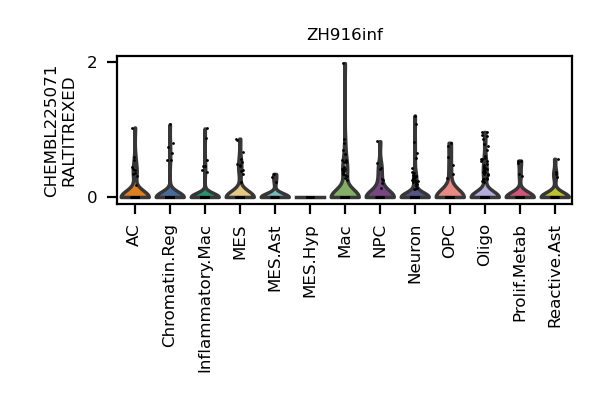 ZH916inf
CHEMBL225071
RALTITREXED
2
0
AC
Chromatin.Reg
Inflammatory.Mac
MES
MES.Ast
MES.Hyp
Mac
NPC
Neuron
OPC
Oligo
Prolif.Metab
Reactive.Ast